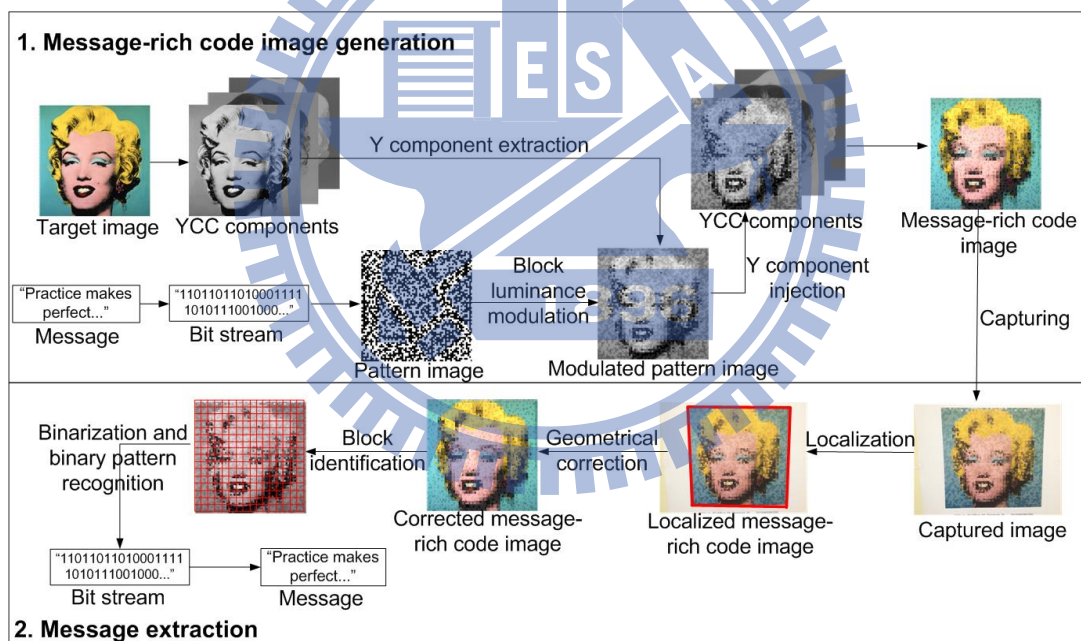 1. Message-rich code image generation
Target image
YCC components
Y component extraction
YCC components
Message-rich code
image
"Practice makes
perfect..."
Message
"11011011010001111
1010111001000..."
Bit stream
Pattern image
Block
luminance
modulation
Modulated pattern image
Y component
injection
Capturing
Captured image
Localization
Localized message-
rich code image
Geometrical
correction
Corrected message-
rich code image
Block
identification
Binarization and
binary pattern
recognition
"11011011010001111
1010111001000..."
Bit stream
"Practice makes
perfect..."
Message
2. Message extraction
ESA
1896